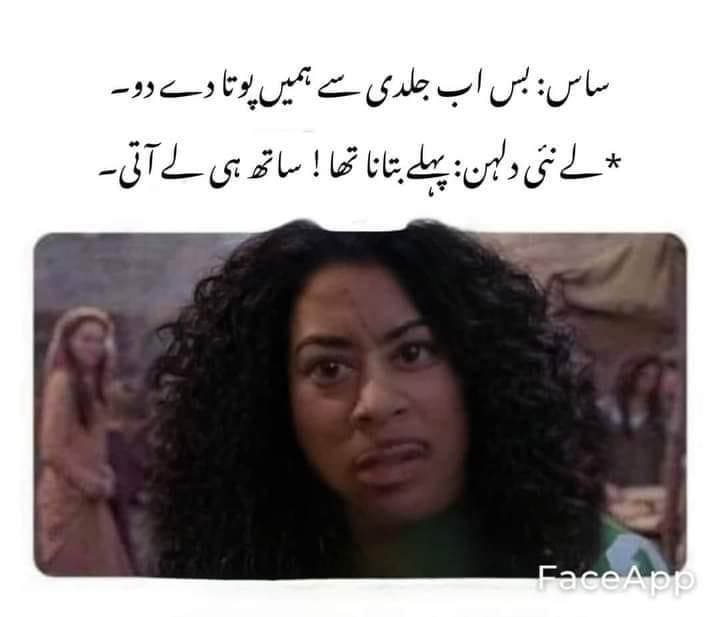 ساس: بس اب جلدی سے ہمیں پوتا دے دو۔
*لے نئی دلہن: پہلے بتانا تھا! ساتھ ہی لے آتی۔
FaceApp